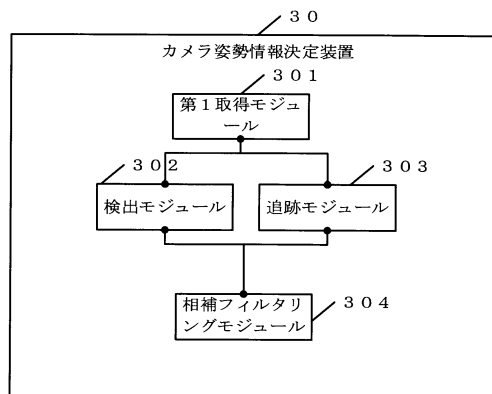 ３０
カメラ姿勢情報決定装置
３０１
第１取得モジュ
ール
３０２
３０３
検出モジュール
追跡モジュール
相補フィルタリ
ングモジュール
３０４